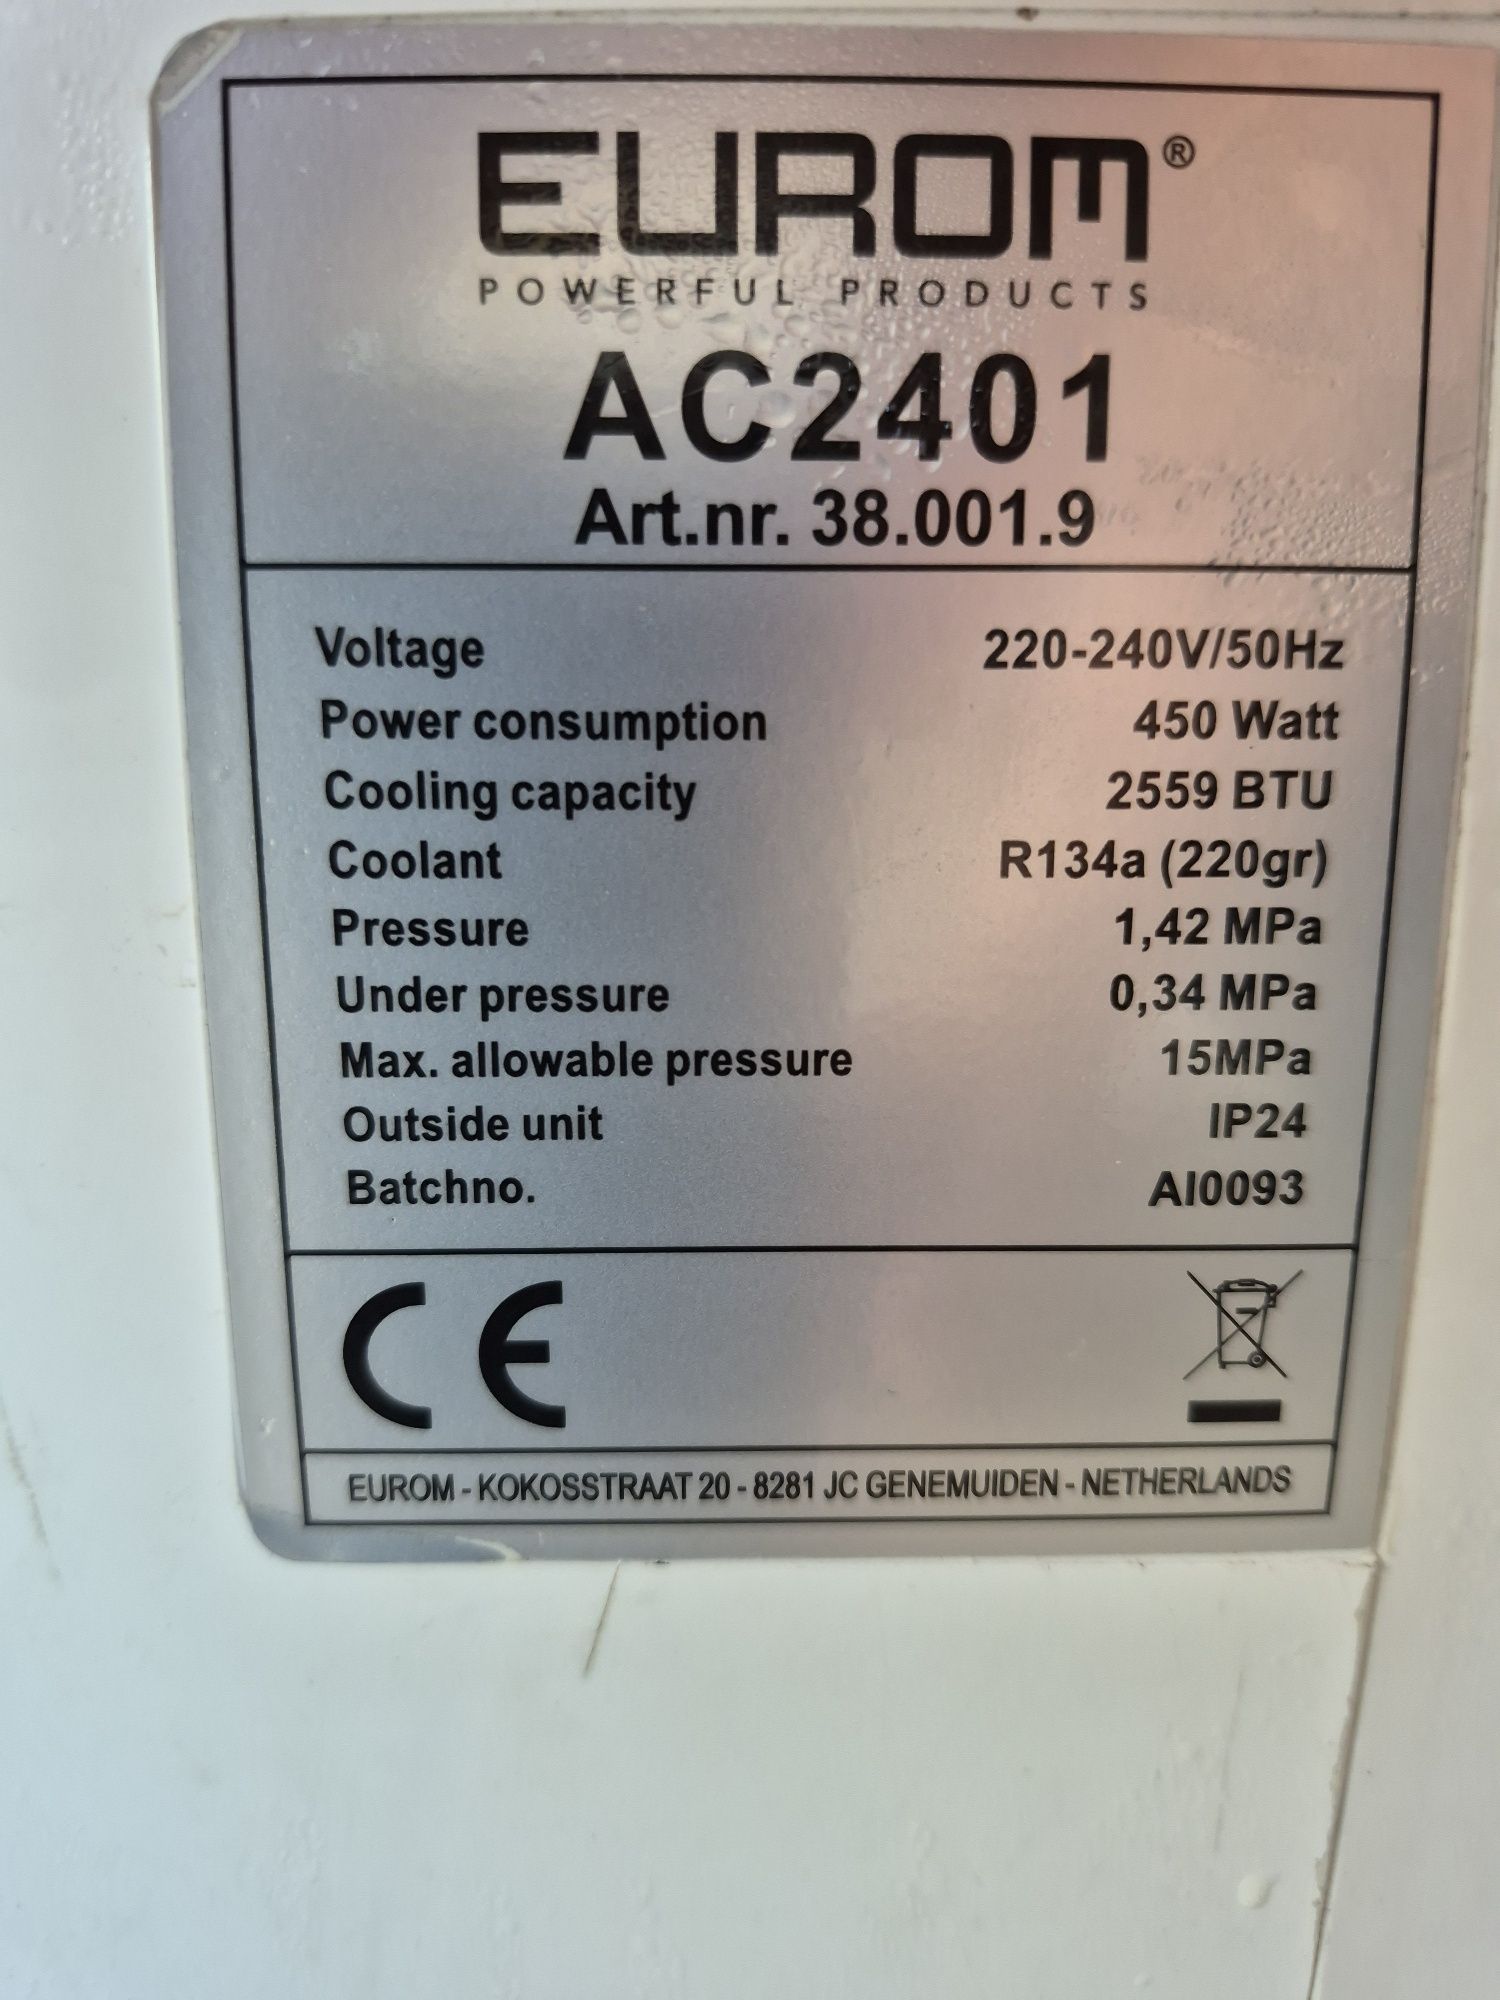 EUROM®
POWERFUL PRODUCTS
AC2401
Art.nr. 38.001.9
Voltage 220-240V/50Hz
Power consumption 450 Watt
Cooling capacity 2559 BTU
Coolant R134a (220gr)
Pressure 1,42 MPa
Under pressure 0,34 MPa
Max. allowable pressure 15MPa
Outside unit IP24
Batchno. AI0093
CE
EUROM - KOKOSSTRAAT 20 - 8281 JC GENEMUIDEN - NETHERLANDS